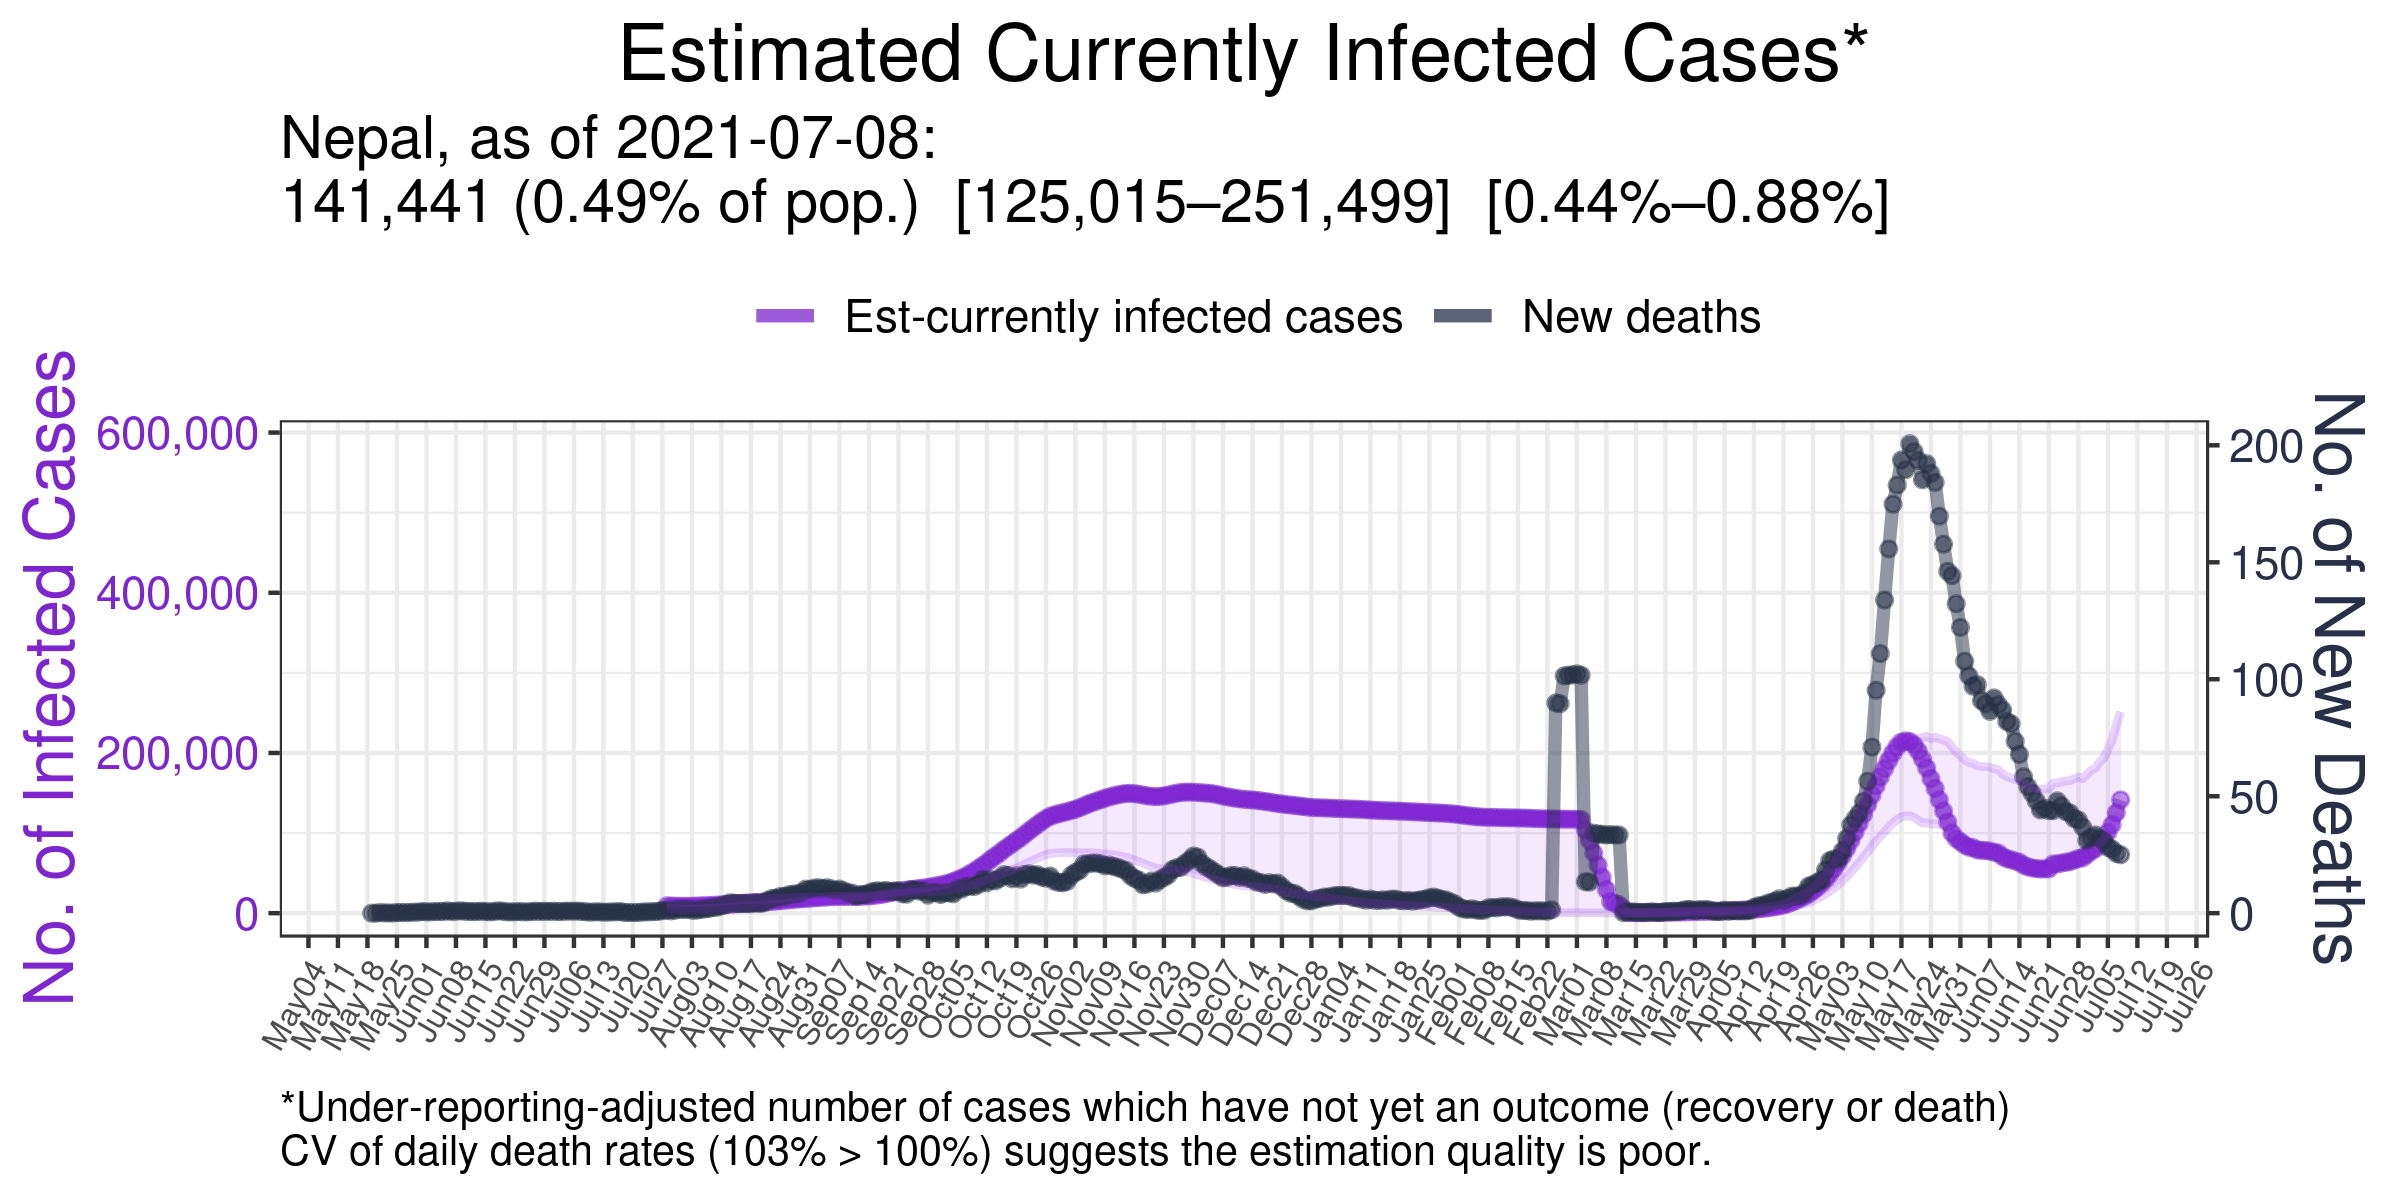 Estimated Currently Infected Cases*
Nepal, as of 2021-07-08:
141,441 (0.49% of pop.) [125,015–251,499] [0.44%–0.88%]
Est-currently infected cases
New deaths
No. of Infected Cases
600,000
400,000
200,000
0
200
150
100
50
0
No. of New Deaths
May04
May11
May18
May25
Jun01
Jun08
Jun15
Jun22
Jun29
Jul06
Jul13
Jul20
Jul27
Aug03
Aug10
Aug17
Aug24
Aug31
Sep07
Sep14
Sep21
Sep28
Oct05
Oct12
Oct19
Oct26
Nov02
Nov09
Nov16
Nov23
Nov30
Dec07
Dec14
Dec21
Dec28
Jan04
Jan11
Jan18
Jan25
Feb01
Feb08
Feb15
Feb22
Mar01
Mar08
Mar15
Mar22
Mar29
Apr05
Apr12
Apr19
Apr26
May03
May10
May17
May24
May31
Jun07
Jun14
Jun21
Jun28
Jul05
Jul12
Jul19
Jul26
*Under-reporting-adjusted number of cases which have not yet an outcome (recovery or death)
CV of daily death rates (103% > 100%) suggests the estimation quality is poor.